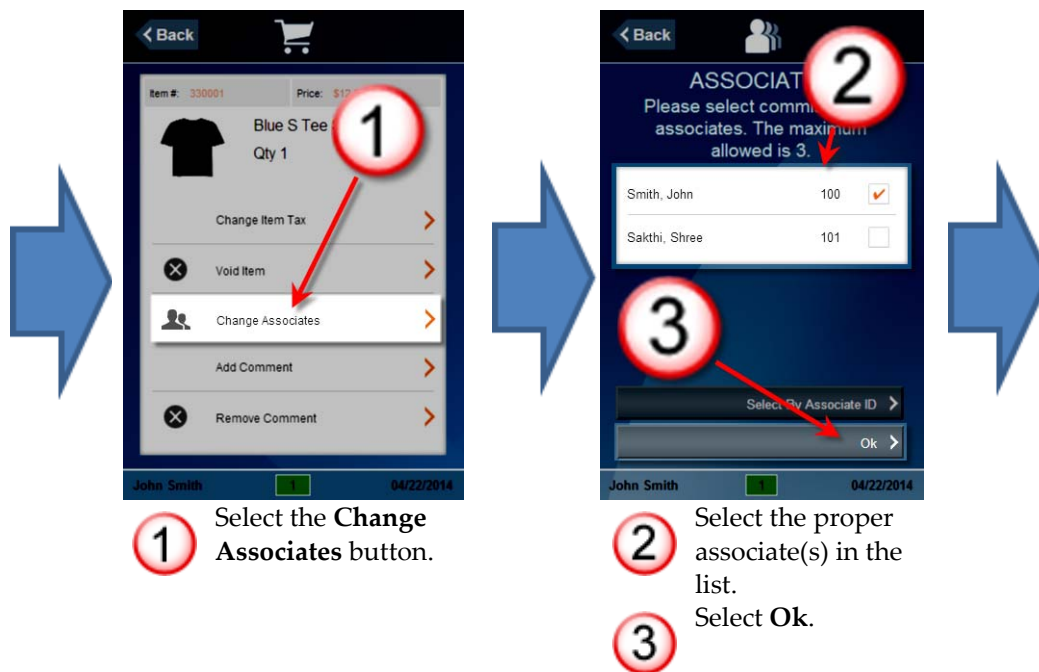 Back
Item #: 330001 Price:
Blue S Tee
Qty 1
1
Change Item Tax
Void Item
Change Associates
Add Comment
Remove Comment
John Smith 1 04/22/2014
1 Select the Change
Associates button.
Back
2
Please select
associates. The maximum
allowed is 3.
Smith, John 100
Sakthi, Shree 101
3
Select By Associate ID
Ok
John Smith 1 04/22/2014
2 Select the proper
associate(s) in the
list.
3 Select Ok.